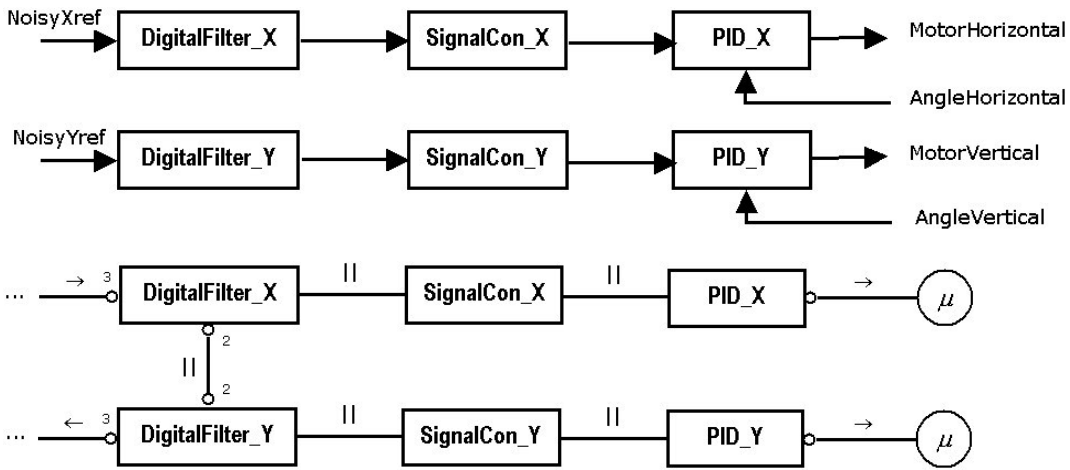 NoisyXref
DigitalFilter_X
SignalCon_X
PID_X
MotorHorizontal
AngleHorizontal
NoisyYref
DigitalFilter_Y
SignalCon_Y
PID_Y
MotorVertical
AngleVertical
... → 3 DigitalFilter_X || SignalCon_X || PID_X → μ
2
||
2
... ← 3 DigitalFilter_Y || SignalCon_Y || PID_Y → μ